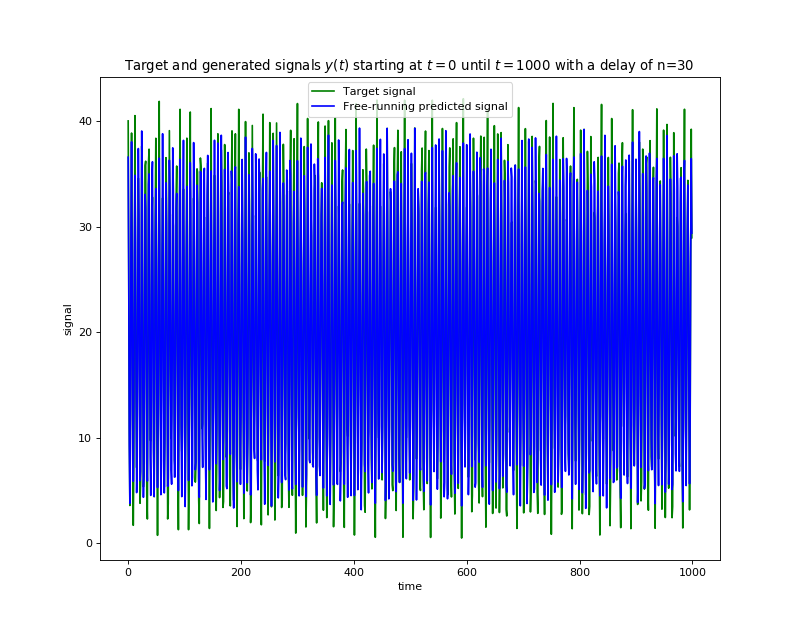 Target and generated signals y(t) starting at t = 0 until t = 1000 with a delay of n=30
Target signal
Free-running predicted signal
40
30
20
10
0
signal
0 200 400 600 800 1000
time